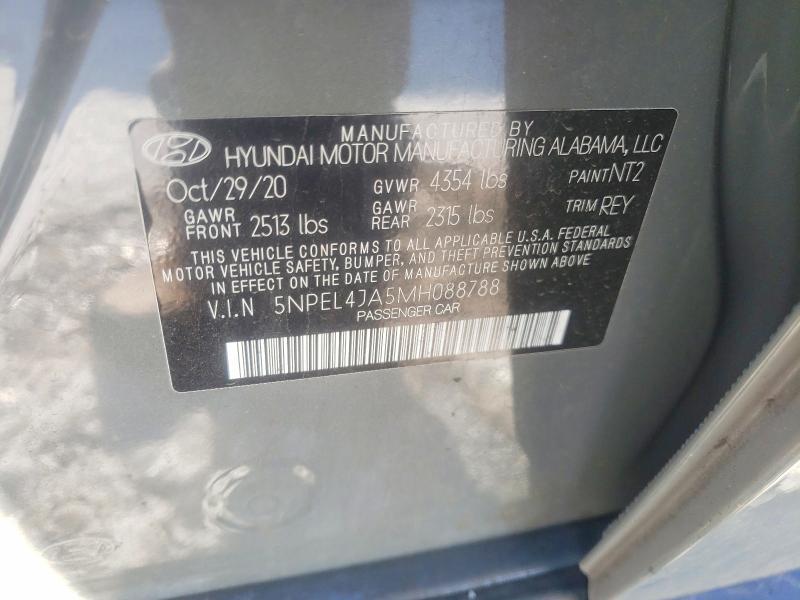 MANUFACTURED BY
HYUNDAI MOTOR MANUFACTURING ALABAMA, LLC
Oct/29/20 GVWR 4354 lbs PAINT NT2
GAWR FRONT 2513 lbs GAWR REAR 2315 lbs TRIM REY
THIS VEHICLE CONFORMS TO ALL APPLICABLE U.S.A. FEDERAL
MOTOR VEHICLE SAFETY, BUMPER, AND THEFT PREVENTION STANDARDS
IN EFFECT ON THE DATE OF MANUFACTURE SHOWN ABOVE
V.I.N 5NPEL4JA5MH088788
PASSENGER CAR